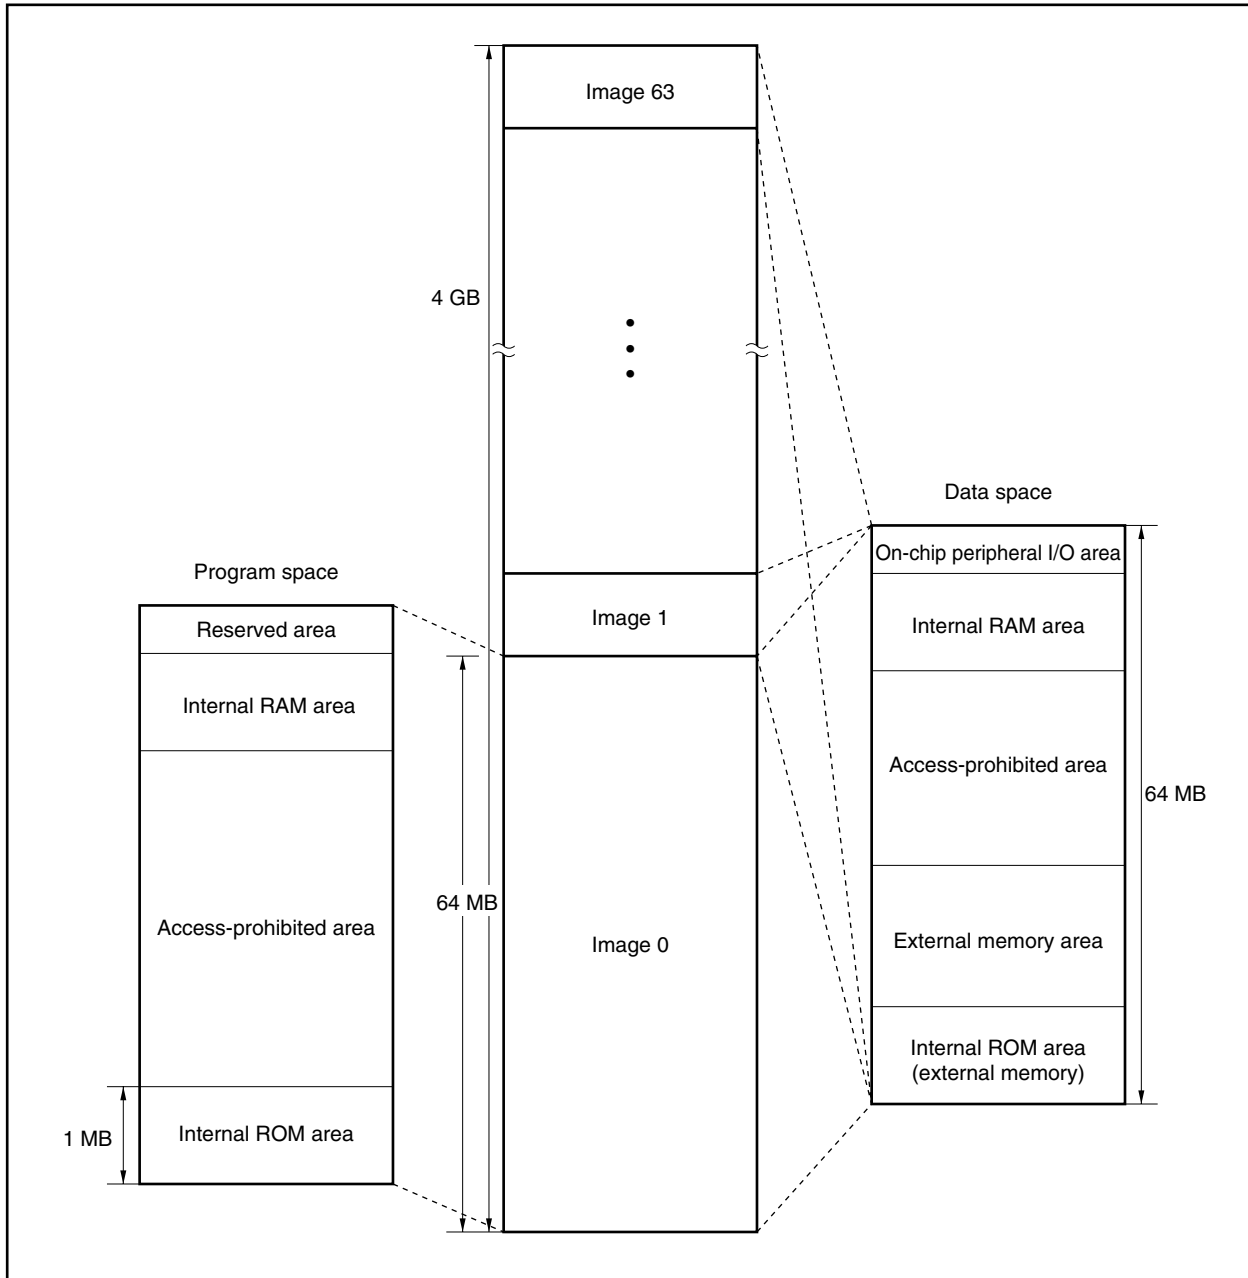 Image 63
4 GB
Data space
On-chip peripheral I/O area
Program space
Reserved area
Image 1
Internal RAM area
Internal RAM area
Access-prohibited area
64 MB
64 MB
Access-prohibited area
Image 0
External memory area
Internal ROM area
(external memory)
1 MB
Internal ROM area